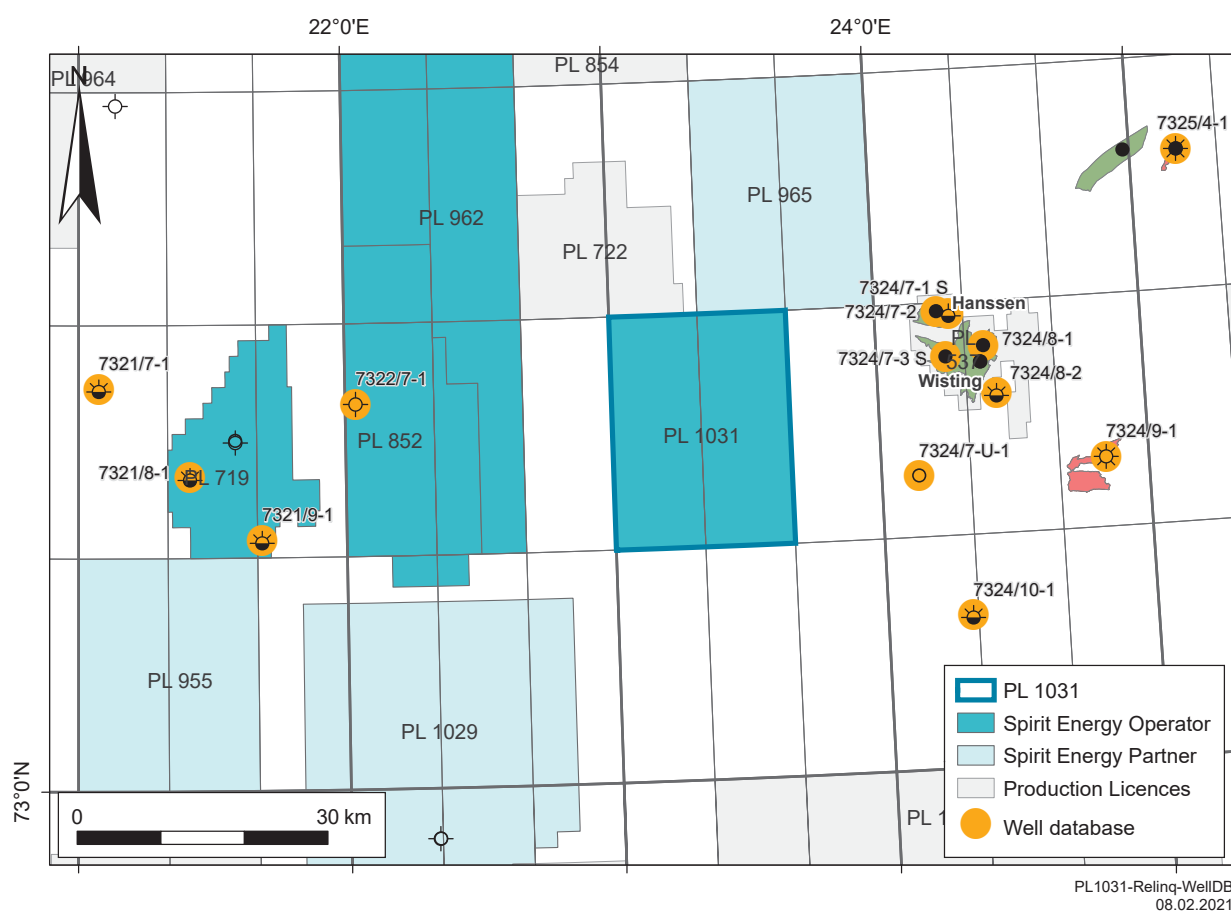 22°0'E
24°0'E
PL 964
N
PL 854
7325/4-1
PL 962
PL 965
PL 722
7324/7-1 S
Hanssen
7324/7-2
PL
537
7324/8-1
7324/7-3 S
Wisting
7324/8-2
7321/7-1
7322/7-1
PL 852
PL 1031
7324/9-1
7324/7-U-1
7321/8-1
PL 719
7321/9-1
7324/10-1
PL 955
PL 1029
73°0'N
PL 1
0
30 km
PL 1031
Spirit Energy Operator
Spirit Energy Partner
Production Licences
Well database
PL1031-Relinq-WellDB
08.02.2021